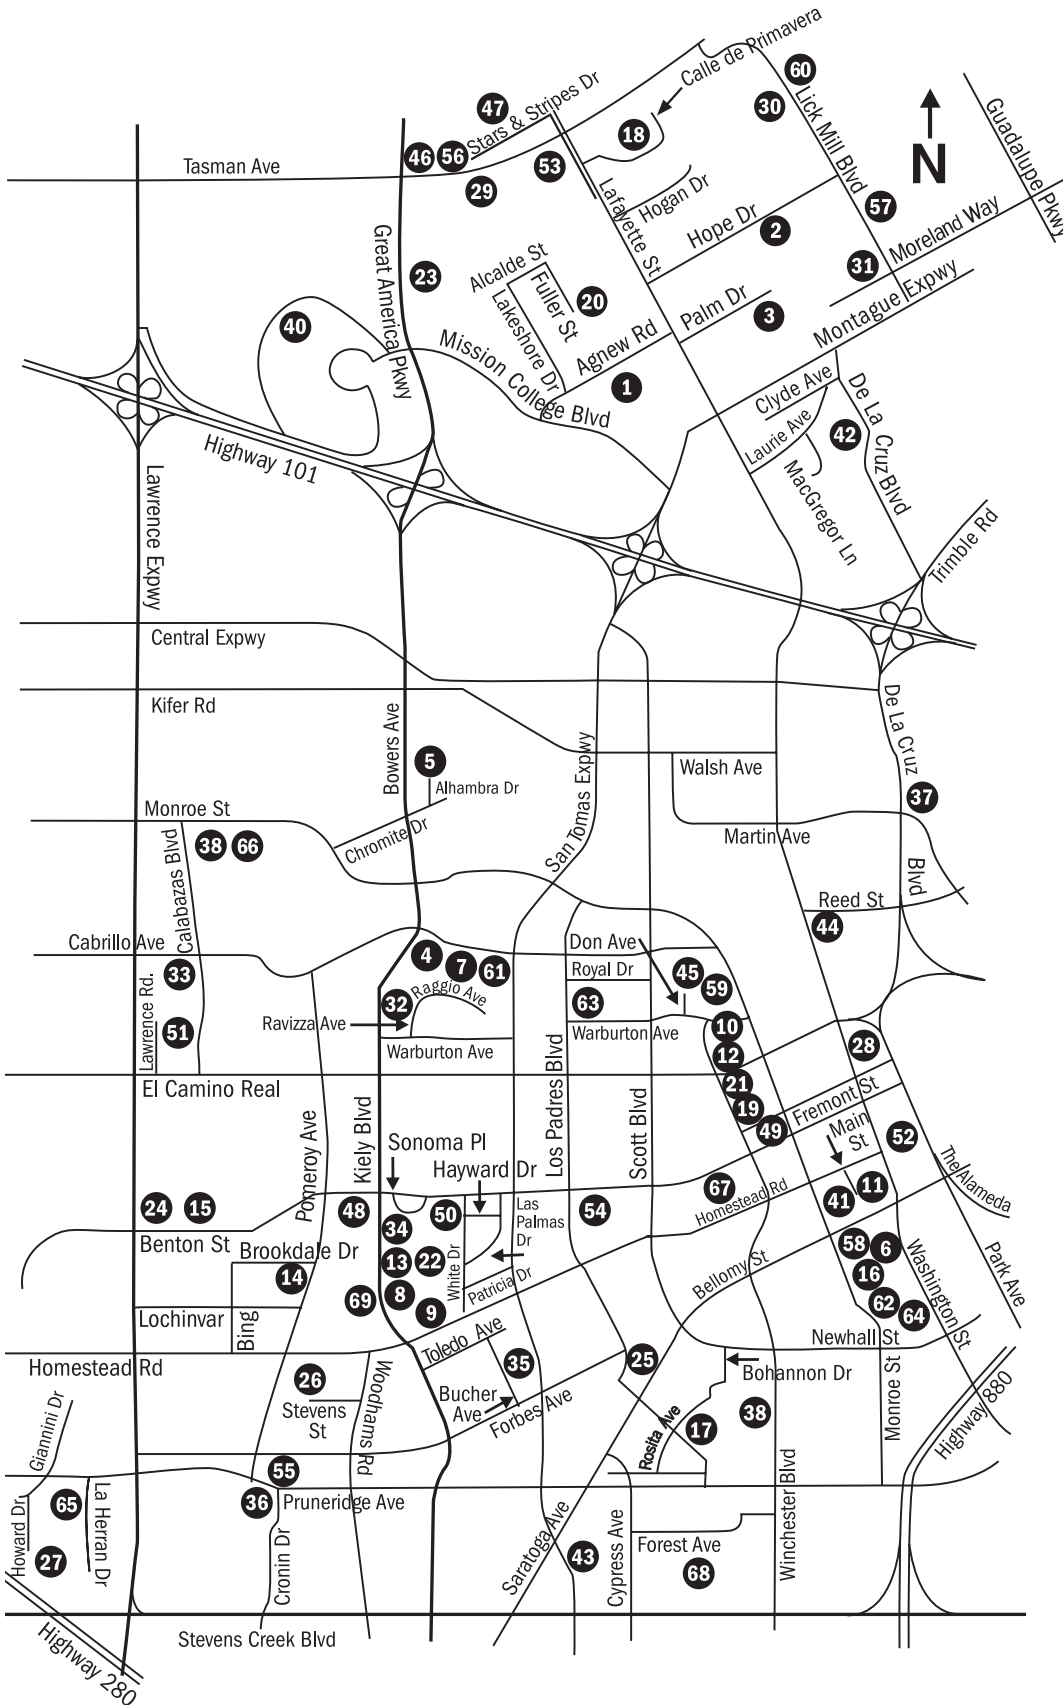 Calle de Primavera
60
47
Stars & Stripes Dr
Lick Mill Blvd
30
Guadalupe Pkwy
18
N
46
56
53
Tasman Ave
29
Lafayette St
Hogan Dr
57
Hope Dr
2
Moreland Way
Great America Pkwy
23
Alcalde St
Fuller St
20
31
Montague Expwy
Palm Dr
3
40
Lakeshore Dr
Agnew Rd
Mission College Blvd
1
Clyde Ave
De La Cruz Blvd
Laurie Ave
42
Highway 101
MacGregor Ln
Lawrence Expwy
Trimble Rd
Central Expwy
Kifer Rd
De La Cruz
Blvd
Bowers Ave
5
San Tomas Expwy
Walsh Ave
Alhambra Dr
37
Monroe St
Chromite Dr
Martin Ave
38
66
Calabazas Blvd
Reed St
44
Cabrillo Ave
4
7
61
Don Ave
33
Royal Dr
45
59
Lawrence Rd.
32
Raggio Ave
63
51
Ravizza Ave
Warburton Ave
Warburton Ave
10
12
28
El Camino Real
21
19
Fremont St
49
Main
St
52
Pomeroy Ave
Kiely Blvd
Sonoma Pl
Hayward Dr
Los Padres Blvd
Scott Blvd
The Alameda
24
15
48
34
50
Las
Palmas
Dr
54
67
Homestead Rd
41
11
Benton St
Brookdale Dr
13
22
White Dr
Patricia Dr
Bellomy St
58
6
Washington St
Park Ave
14
16
8
9
69
62
64
Lochinvar
Bing
Newhall St
Homestead Rd
Toledo Ave
35
25
Bohannon Dr
26
Stevens
St
Woodhams Rd
Bucher
Ave
Forbes Ave
Rosita Ave
17
38
Monroe St
Highway 880
Giannini Dr
55
36
Pruneridge Ave
65
La Herran Dr
Howard Dr
27
Cronin Dr
Saratoga Ave
43
Cypress Ave
Forest Ave
68
Winchester Blvd
Stevens Creek Blvd
Highway 280